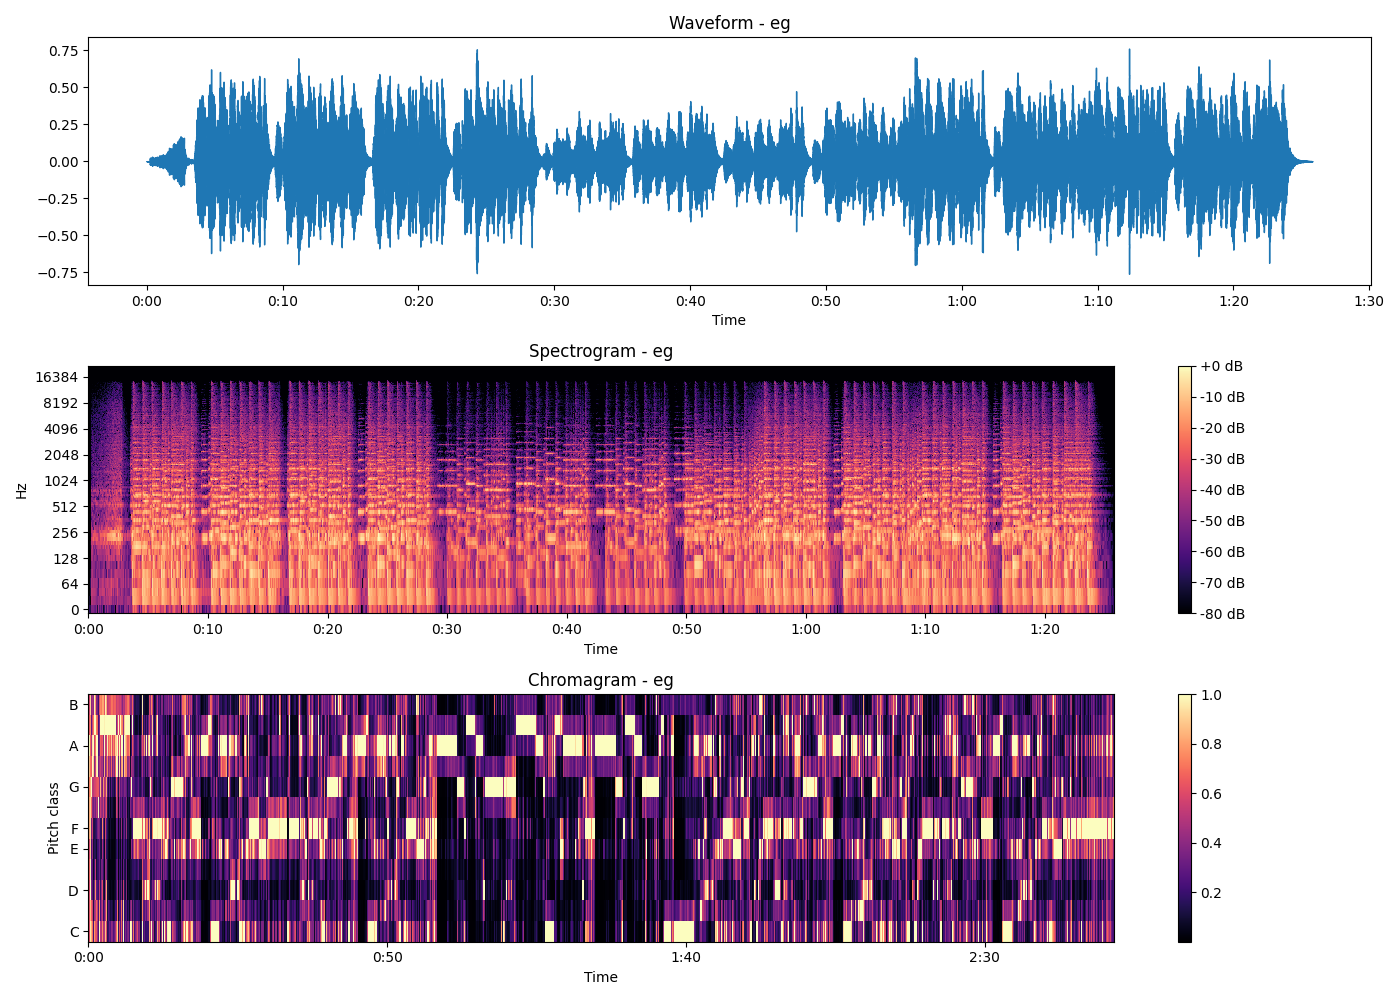 Waveform - eg
0.75
0.50
0.25
0.00
−0.25
−0.50
−0.75
0:00 0:10 0:20 0:30 0:40 0:50 1:00 1:10 1:20 1:30
Time
Spectrogram - eg
16384
8192
4096
2048
1024
512
256
128
64
0
Hz
0:00 0:10 0:20 0:30 0:40 0:50 1:00 1:10 1:20
Time
+0 dB
-10 dB
-20 dB
-30 dB
-40 dB
-50 dB
-60 dB
-70 dB
-80 dB
Chromagram - eg
B
A
G
F
E
D
C
Pitch class
0:00 0:50 1:40 2:30
Time
1.0
0.8
0.6
0.4
0.2